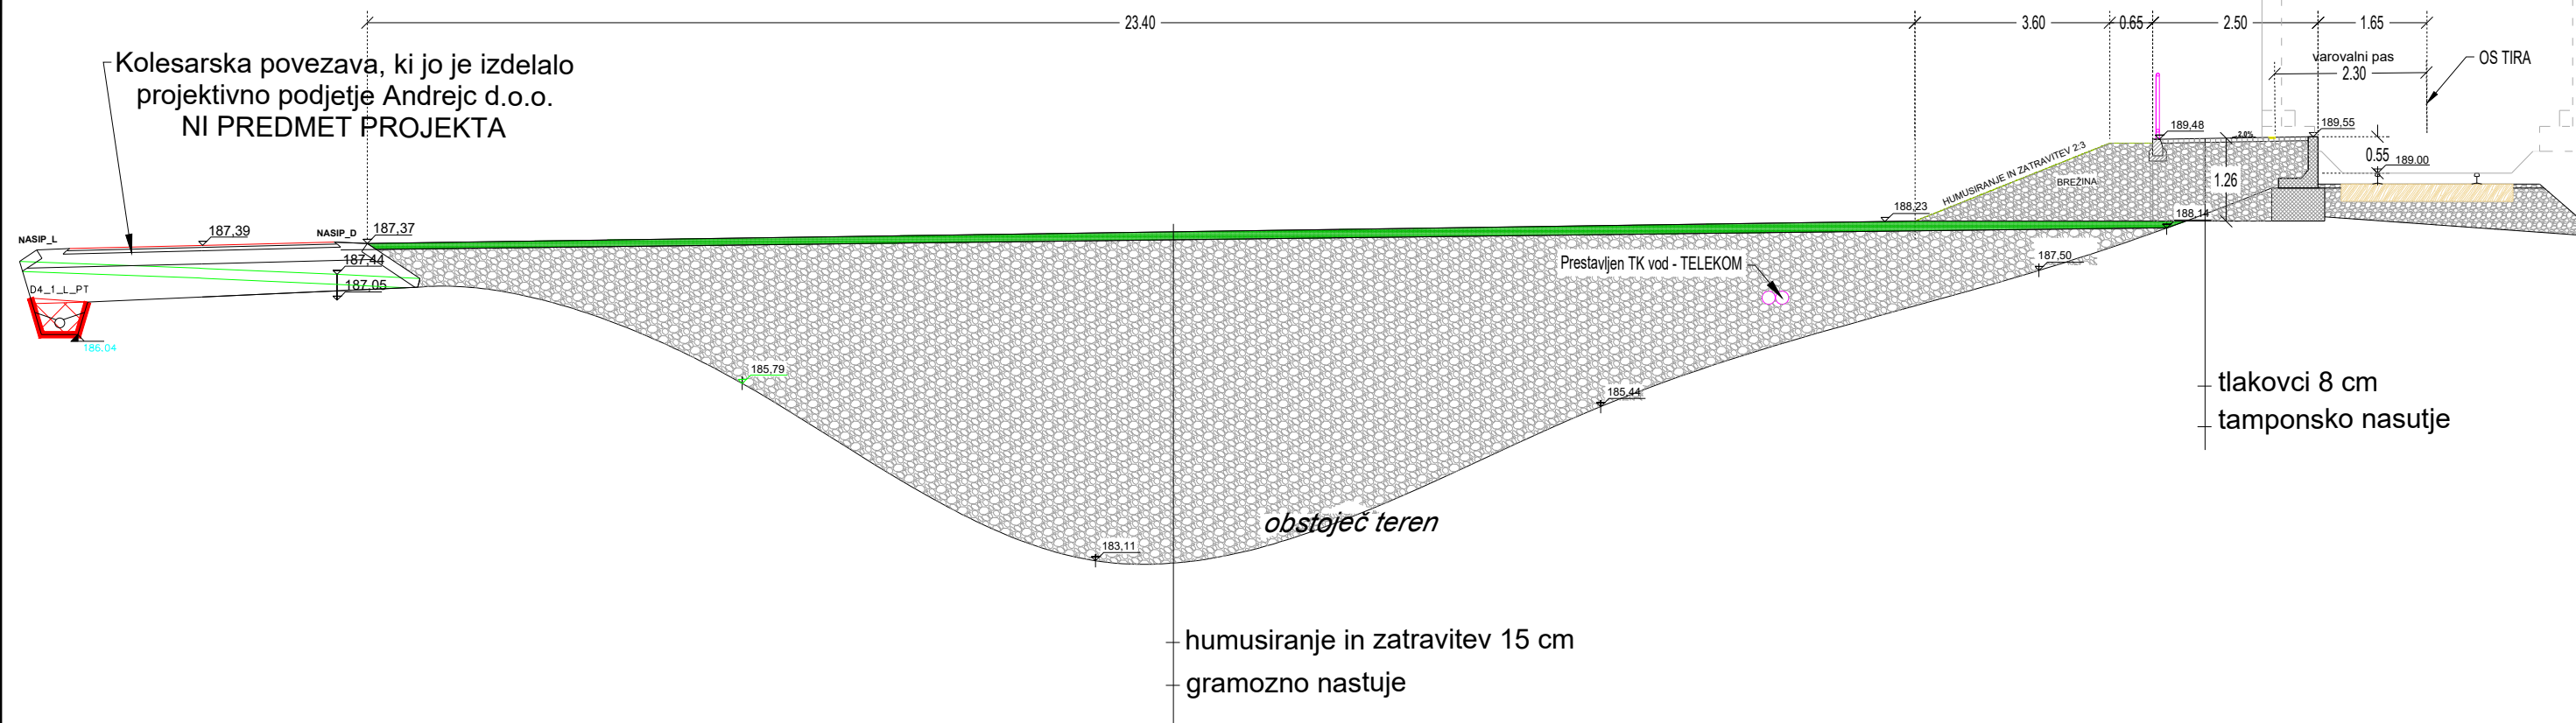 23.40
3.60
0.65
2.50
1.65
varovalni pas
2.30
OS TIRA
Kolesarska povezava, ki jo je izdelalo
projektivno podjetje Andrejc d.o.o.
NI PREDMET PROJEKTA
189,48
2.0%
189,55
0.55
189.00
HUMUSIRANJE IN ZATRAVITEV 2:3
BREŽINA
1.26
188,23
188,14
NASIP_L
187,39
NASIP_D
187,37
187,44
187,05
D4_1_L_PT
186.04
Prestavljen TK vod - TELEKOM
187,50
185,79
185,44
tlakovci 8 cm
tamponsko nasutje
obstoječ teren
183,11
humusiranje in zatravitev 15 cm
gramozno nastuje